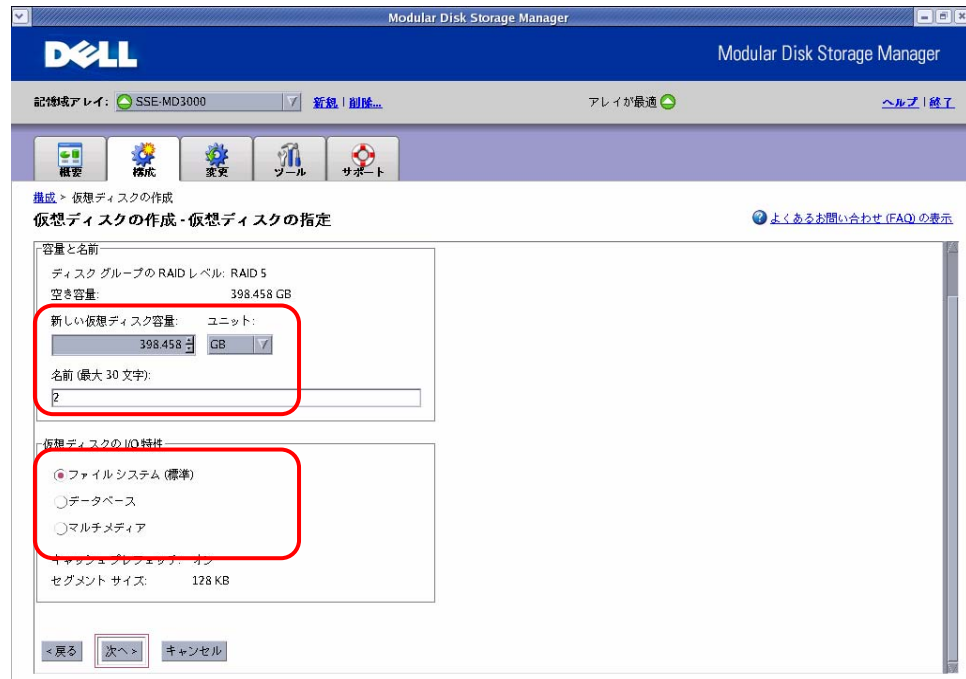 Modular Disk Storage Manager
DELL
Modular Disk Storage Manager
記憶域アレイ: SSE-MD3000 新規 | 削除... アレイが最適 ヘルプ | 終了
概要 構成 変更 ツール サポート
構成 > 仮想ディスクの作成
仮想ディスクの作成 - 仮想ディスクの指定
よくあるお問い合わせ (FAQ) の表示
容量と名前
ディスク グループの RAID レベル: RAID 5
空き容量: 398.458 GB
新しい仮想ディスク容量: ユニット:
398.458 GB
名前 (最大 30 文字):
2
仮想ディスクの I/O 特性
ファイル システム (標準)
データベース
マルチメディア
キャッシュ プレフェッチ: オン
セグメント サイズ: 128 KB
< 戻る 次へ > キャンセル